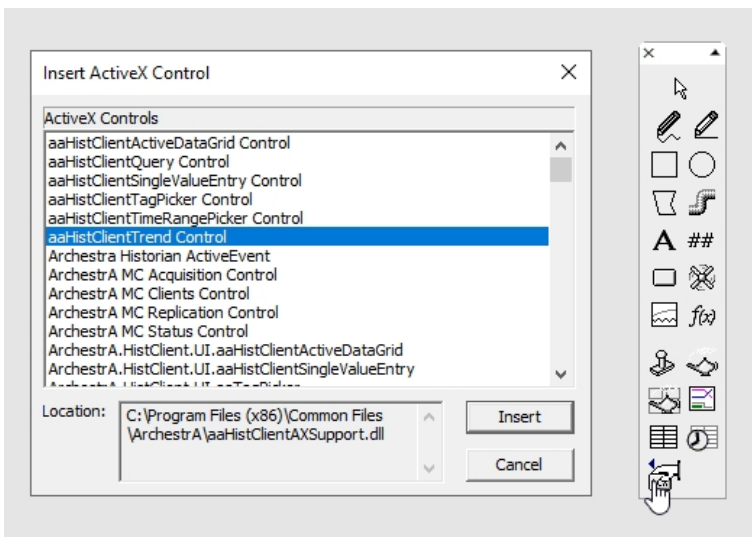 Insert ActiveX Control
ActiveX Controls
aaHistClientActiveDataGrid Control
aaHistClientQuery Control
aaHistClientSingleValueEntry Control
aaHistClientTagPicker Control
aaHistClientTimeRangePicker Control
aaHistClientTrend Control
Archestra Historian ActiveEvent
ArchestrA MC Acquisition Control
ArchestrA MC Clients Control
ArchestrA MC Replication Control
ArchestrA MC Status Control
ArchestrA.HistClient.UI.aaHistClientActiveDataGrid
ArchestrA.HistClient.UI.aaHistClientSingleValueEntry
Location:
C:\Program Files (x86)\Common Files
\ArchestrA\aaHistClientAXSupport.dll
Insert
Cancel
A ##
f(x)